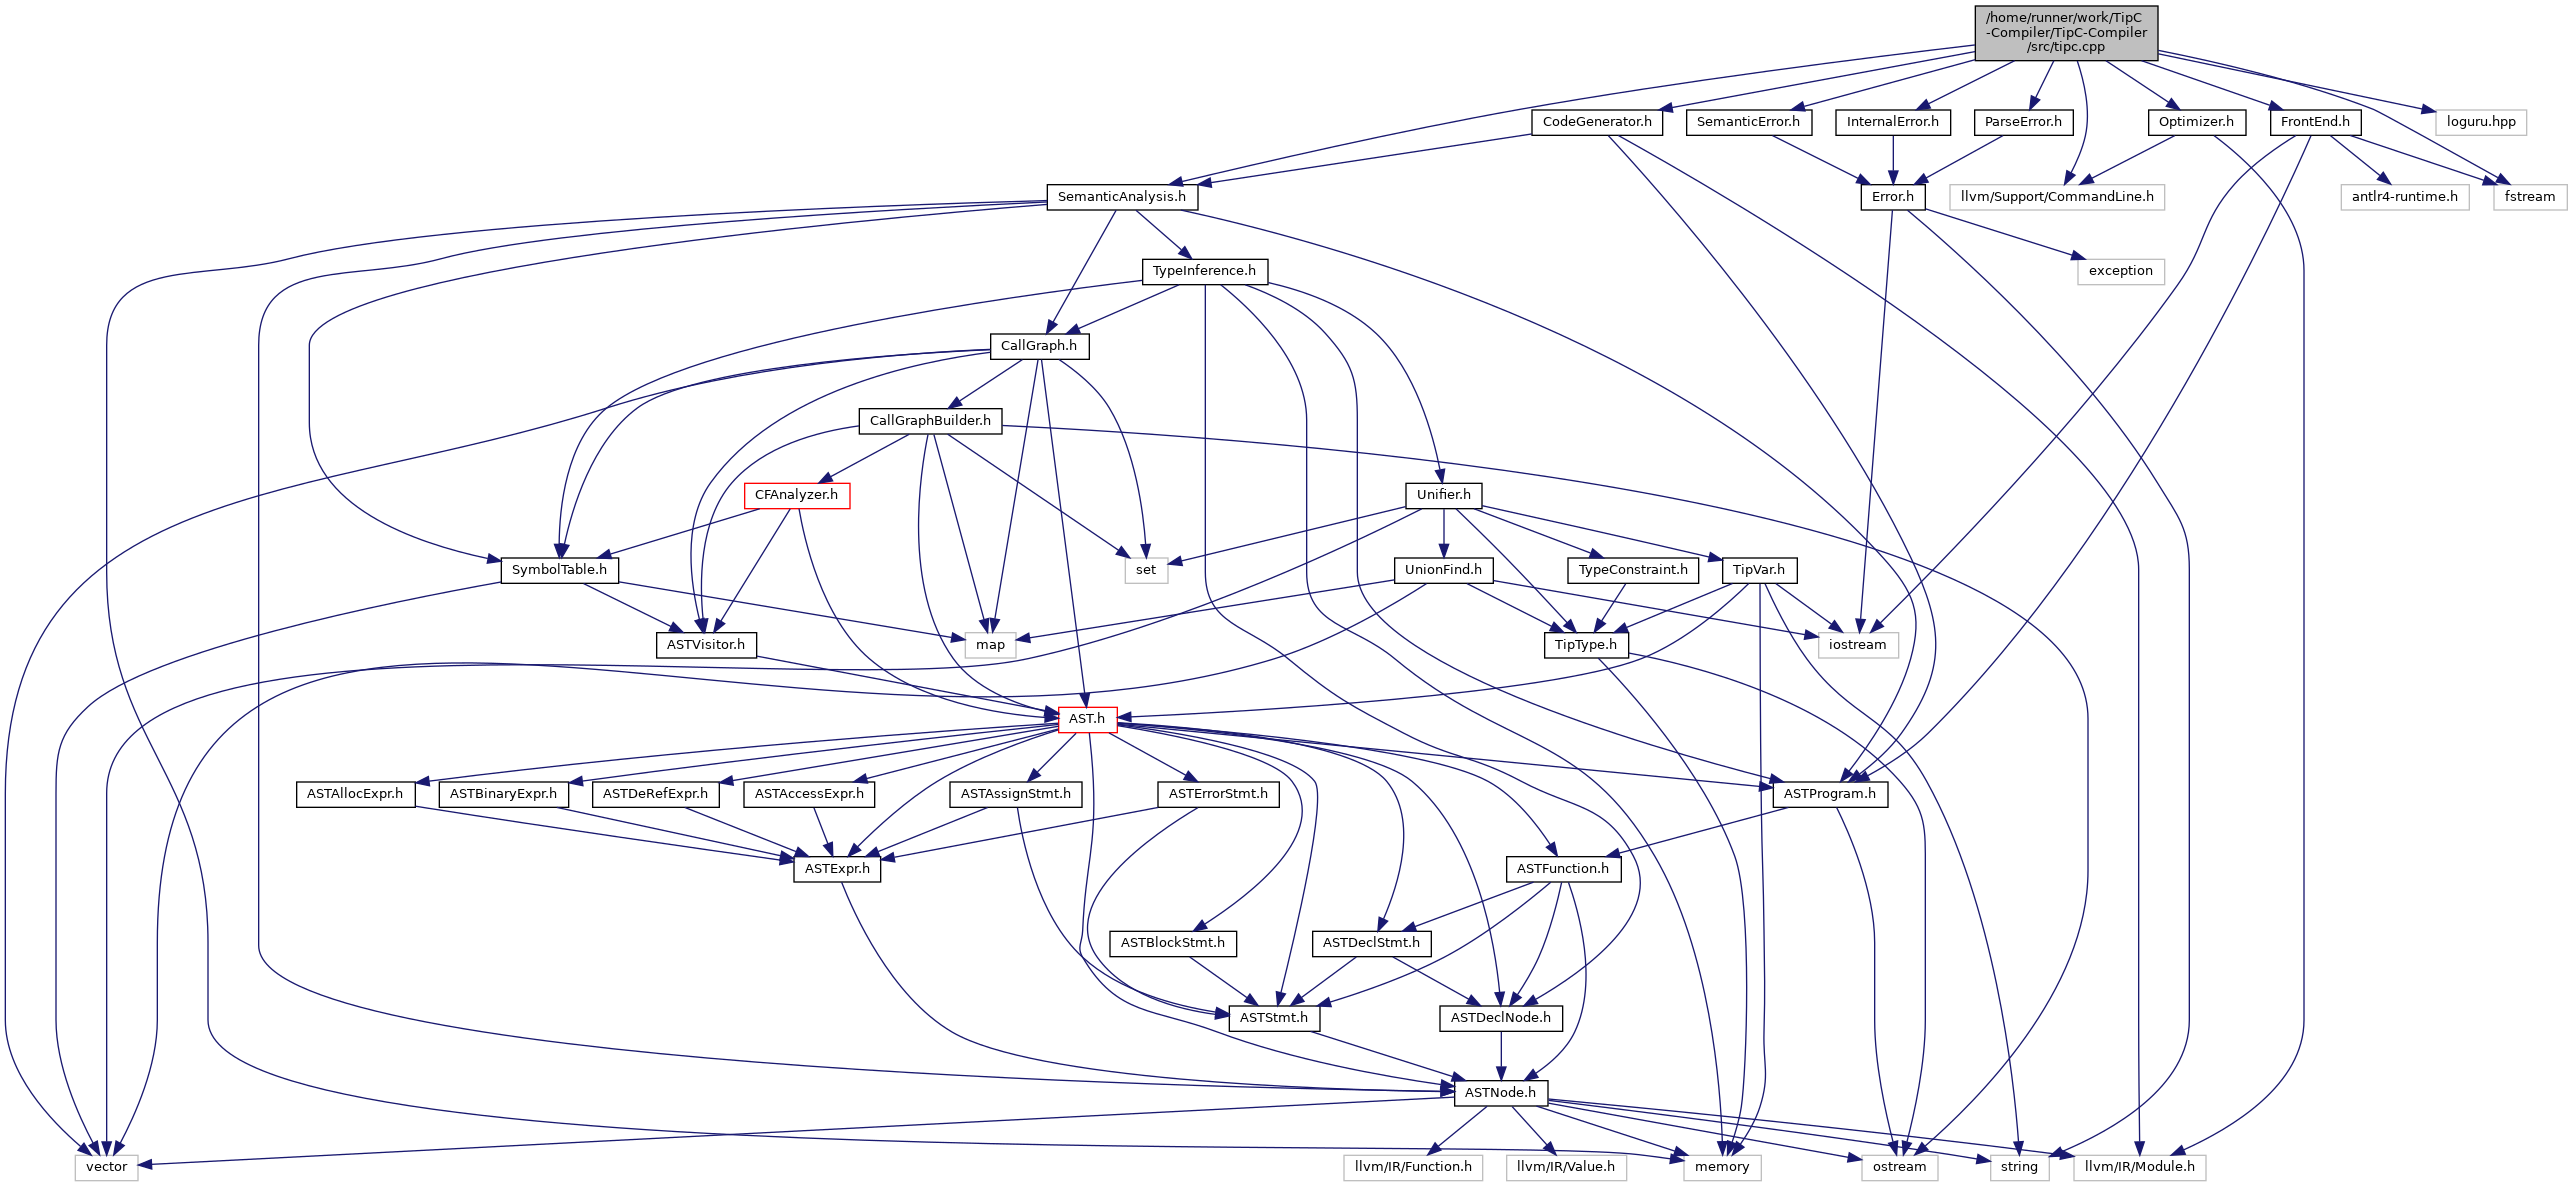 /home/runner/work/TipC
-Compiler/TipC-Compiler
/src/tipc.cpp
CodeGenerator.h
SemanticError.h
InternalError.h
ParseError.h
Optimizer.h
FrontEnd.h
loguru.hpp
SemanticAnalysis.h
Error.h
llvm/Support/CommandLine.h
antlr4-runtime.h
fstream
TypeInference.h
exception
CallGraph.h
CallGraphBuilder.h
CFAnalyzer.h
Unifier.h
SymbolTable.h
set
UnionFind.h
TypeConstraint.h
TipVar.h
ASTVisitor.h
map
TipType.h
iostream
AST.h
ASTAllocExpr.h
ASTBinaryExpr.h
ASTDeRefExpr.h
ASTAccessExpr.h
ASTAssignStmt.h
ASTErrorStmt.h
ASTProgram.h
ASTExpr.h
ASTFunction.h
ASTBlockStmt.h
ASTDeclStmt.h
ASTStmt.h
ASTDeclNode.h
ASTNode.h
vector
llvm/IR/Function.h
llvm/IR/Value.h
memory
ostream
string
llvm/IR/Module.h